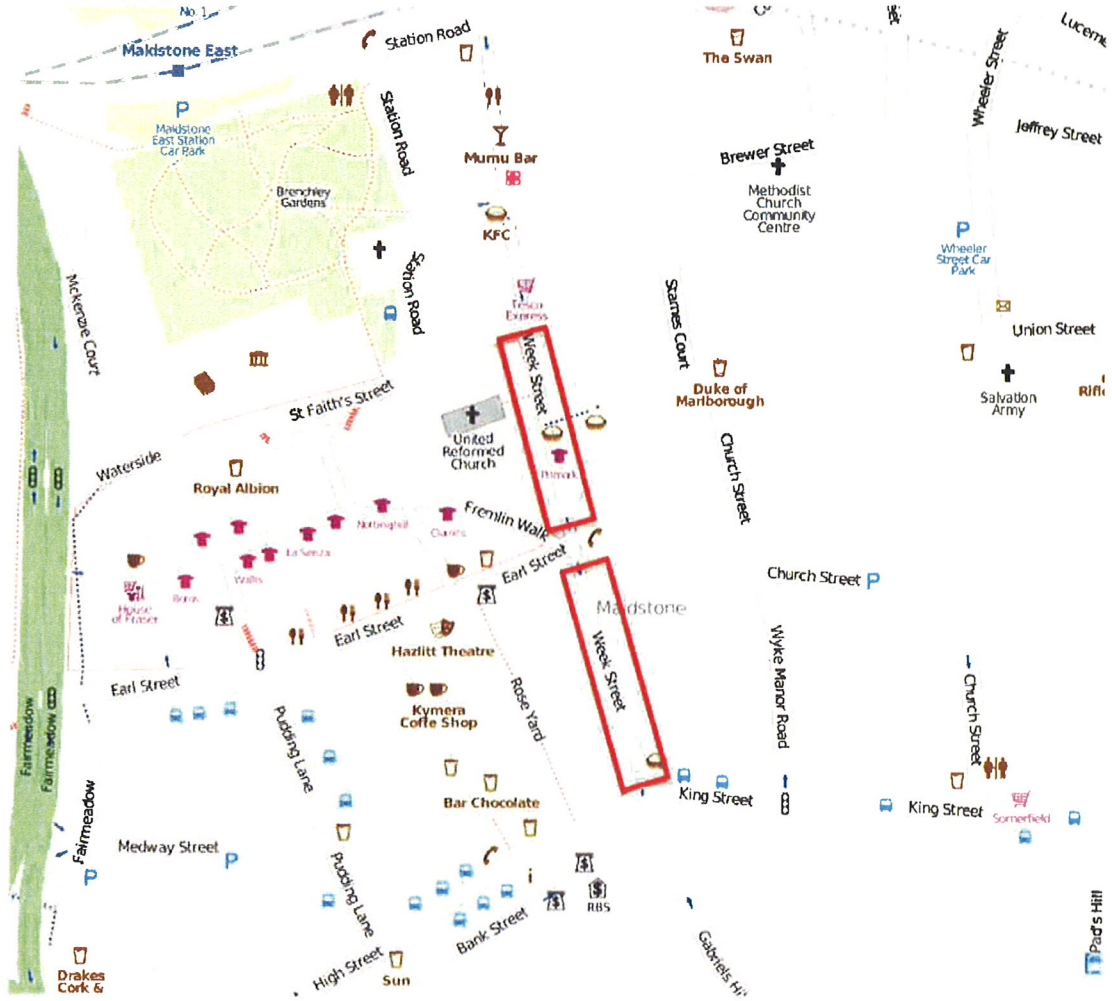 No. 1
Maidstone East
Station Road
The Swan
Wheeler Street
Lucerne
P
Maidstone
East Station
Car Park
Station Road
Mumu Bar
Brewer Street
Jeffrey Street
Methodist
Church
Community
Centre
Brenchley
Gardens
KFC
P
Wheeler
Street Car
Park
Station Road
Tesco
Express
Mckenzie Court
Starnes Court
Union Street
Week Street
Duke of
Marlborough
Salvation
Army
St Faith's Street
United
Reformed
Church
Waterside
Royal Albion
Primark
Church Street
Nottinghill
Clarks
Fremlin Walk
La Senza
Wallis
Earl Street
Church Street P
House
of Fraser
Maidstone
Earl Street
Hazlitt Theatre
Week Street
Wyke Manor Road
Earl Street
Kymera
Coffe Shop
Rose Yard
Church Street
Fairmeadow
Fairmeadow
Pudding Lane
Bar Chocolate
King Street
King Street
Somerfield
Fairmeadow
Medway Street
P
P
Pudding Lane
i
RBS
Bank Street
High Street
Sun
Gabriels Hi
Pad's Hill
Drakes
Cork &